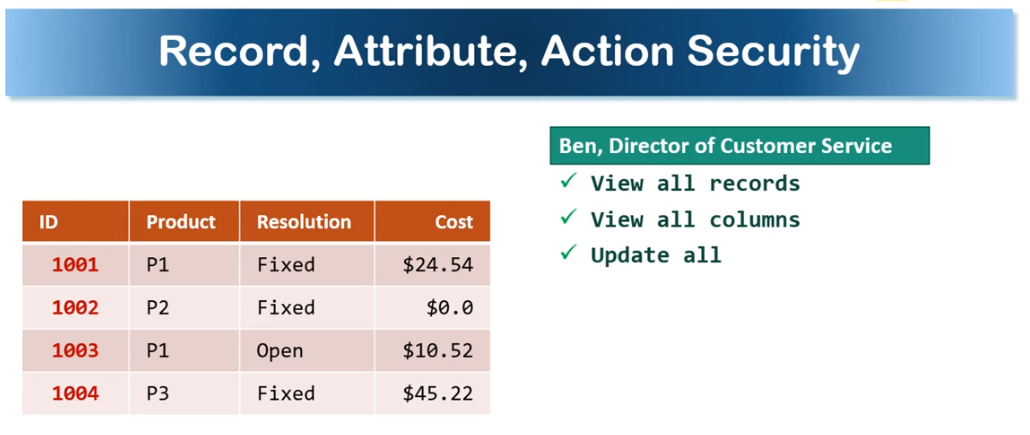 Record, Attribute, Action Security
Ben, Director of Customer Service
✓ View all records
✓ View all columns
✓ Update all
ID Product Resolution Cost
1001 P1 Fixed $24.54
1002 P2 Fixed $0.0
1003 P1 Open $10.52
1004 P3 Fixed $45.22